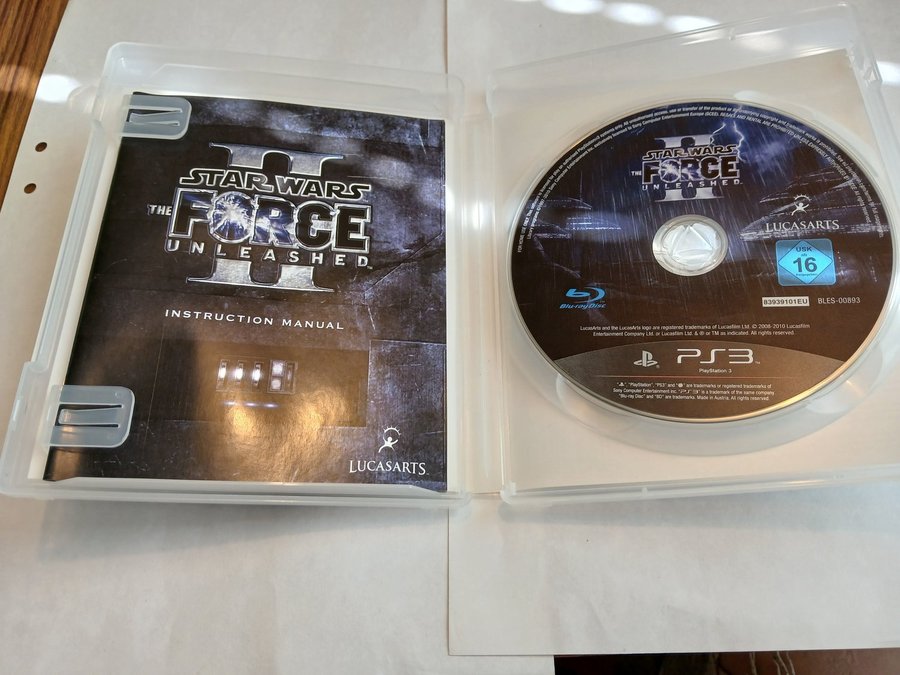 II
STAR WARS
THE FORCE
UNLEASHED™
INSTRUCTION MANUAL
LUCASARTS
II
STAR WARS
THE FORCE
UNLEASHED
LUCASARTS
USK
ab
16
Blu-ray Disc
83939101EU
BLES-00893
LucasArts and the LucasArts logo are registered trademarks of Lucasfilm Ltd. © 2008-2010 Lucasfilm
Entertainment Company Ltd. or Lucasfilm Ltd. & ® or TM as indicated. All rights reserved.
PS3™
PlayStation 3
"PlayStation", "PS3" and " " are trademarks or registered trademarks of
Sony Computer Entertainment Inc. is a trademark of the same company
"Blu-ray Disc" and "BD" are trademarks. Made in Austria. All rights reserved.